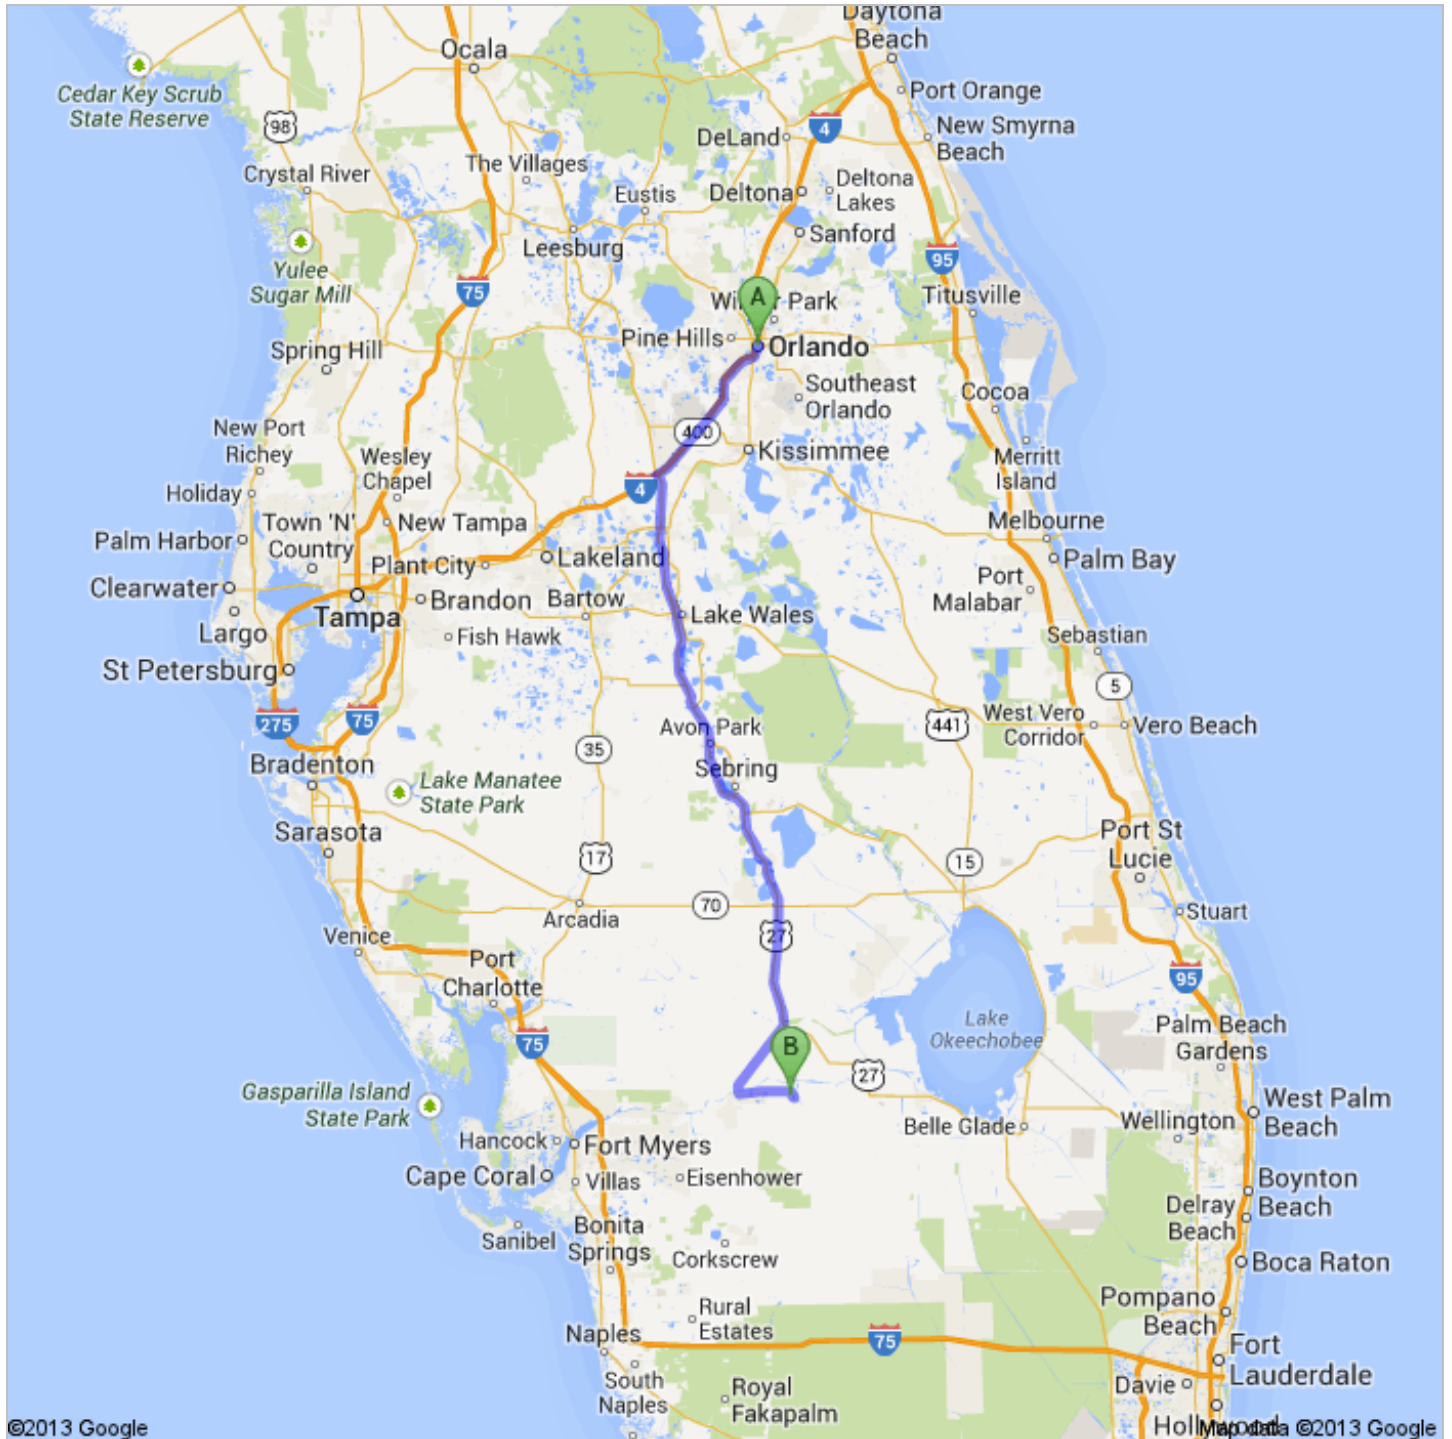 Daytona
Beach
Ocala
Port Orange
Cedar Key Scrub
State Reserve
98
4
DeLand
New Smyrna
Beach
The Villages
Crystal River
Eustis
Deltona
Deltona
Lakes
Leesburg
Sanford
95
Yulee
Sugar Mill
75
Titusville
A
Park
Pine Hills
Orlando
Spring Hill
Southeast
Orlando
Cocoa
400
New Port
Richey
Wesley
Chapel
Kissimmee
Merritt
Island
Holiday
4
Town 'N'
Country
New Tampa
Melbourne
Palm Harbor
Lakeland
Palm Bay
Plant City
Clearwater
Port
Malabar
Brandon
Bartow
Tampa
Lake Wales
Largo
Fish Hawk
Sebastian
St Petersburg
5
275
75
Avon Park
441
West Vero
Corridor
Vero Beach
35
Bradenton
Sebring
Lake Manatee
State Park
Sarasota
Port St
Lucie
17
15
70
Arcadia
Stuart
Venice
27
Port
Charlotte
95
Lake
Okeechobee
Palm Beach
Gardens
75
B
27
Gasparilla Island
State Park
West Palm
Beach
Belle Glade
Wellington
Hancock
Fort Myers
Cape Coral
Villas
Eisenhower
Boynton
Beach
Delray
Beach
Sanibel
Bonita
Springs
Corkscrew
Boca Raton
Pompano
Beach
Rural
Estates
Naples
75
Fort
Lauderdale
South
Naples
Royal
Fakapalm
Davie
©2013 Google
Map data ©2013 Google